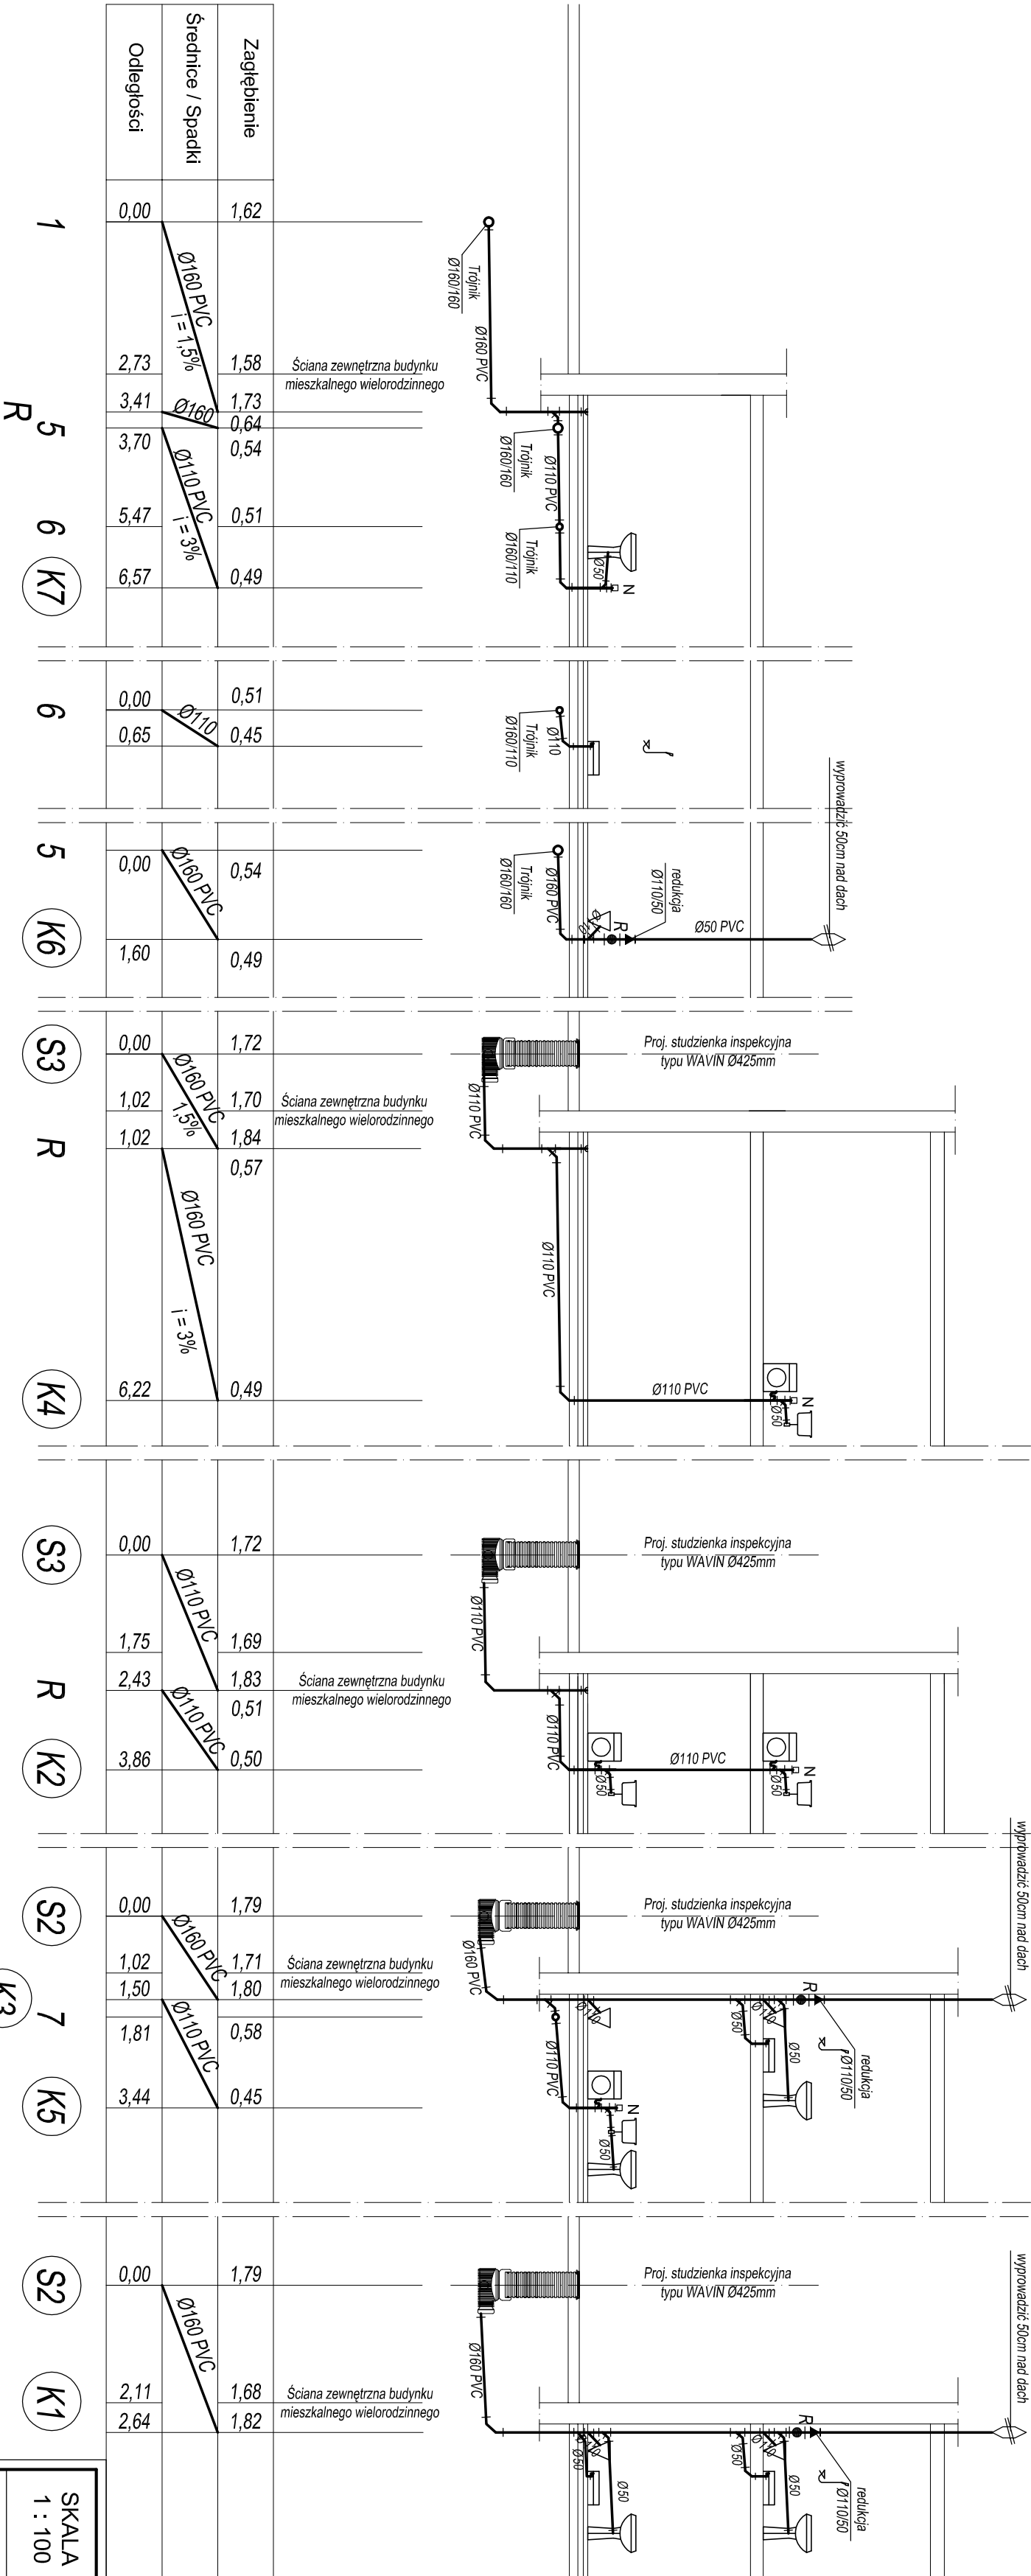 Zagłębienie
Średnice / Spadki
Odległości
wyprowadzić 50cm nad dach
wyprowadzić 50cm nad dach
wyprowadzić 50cm nad dach
Trójnik
Ø160/160
Ø160 PVC
Trójnik
Ø160/160
Ø110 PVC
Trójnik
Ø160/110
Ø50
N
Ściana zewnętrzna budynku
mieszkalnego wielorodzinnego
1,62
1,58
1,73
0,64
0,54
0,51
0,49
Ø160 PVC
i = 1,5%
Ø160
Ø110 PVC
i = 3%
0,00
2,73
3,41
3,70
5,47
6,57
1
5
R
6
K7
Trójnik
Ø160/110
Ø110
0,51
0,45
Ø110
0,00
0,65
6
redukcja
Ø110/50
Ø50 PVC
R
Trójnik
Ø160/160
Ø160 PVC
0,54
0,49
Ø160 PVC
0,00
1,60
5
K6
Proj. studzienka inspekcyjna
typu WAVIN Ø425mm
Ø110 PVC
Ø110 PVC
Ø110 PVC
N
Ø50
Ściana zewnętrzna budynku
mieszkalnego wielorodzinnego
1,72
1,70
1,84
0,57
0,49
Ø160 PVC
1,5%
Ø160 PVC
i = 3%
0,00
1,02
1,02
6,22
S3
R
K4
Proj. studzienka inspekcyjna
typu WAVIN Ø425mm
Ø110 PVC
Ø110 PVC
Ø110 PVC
N
Ø50
Ø50
Ściana zewnętrzna budynku
mieszkalnego wielorodzinnego
1,72
1,69
1,83
0,51
0,50
Ø110 PVC
Ø110 PVC
0,00
1,75
2,43
3,86
S3
R
K2
Proj. studzienka inspekcyjna
typu WAVIN Ø425mm
R
redukcja
Ø110/50
Ø110
Ø50
Ø50
Ø110
Ø160 PVC
Ø110 PVC
N
Ø50
Ściana zewnętrzna budynku
mieszkalnego wielorodzinnego
1,79
1,71
1,80
0,58
0,45
Ø160 PVC
Ø110 PVC
0,00
1,02
1,50
1,81
3,44
S2
7
K3
K5
Proj. studzienka inspekcyjna
typu WAVIN Ø425mm
R
redukcja
Ø110/50
Ø110
Ø50
Ø50
Ø50
Ø50
Ø160 PVC
Ściana zewnętrzna budynku
mieszkalnego wielorodzinnego
1,79
1,68
1,82
Ø160 PVC
0,00
2,11
2,64
S2
K1
SKALA
1 : 100